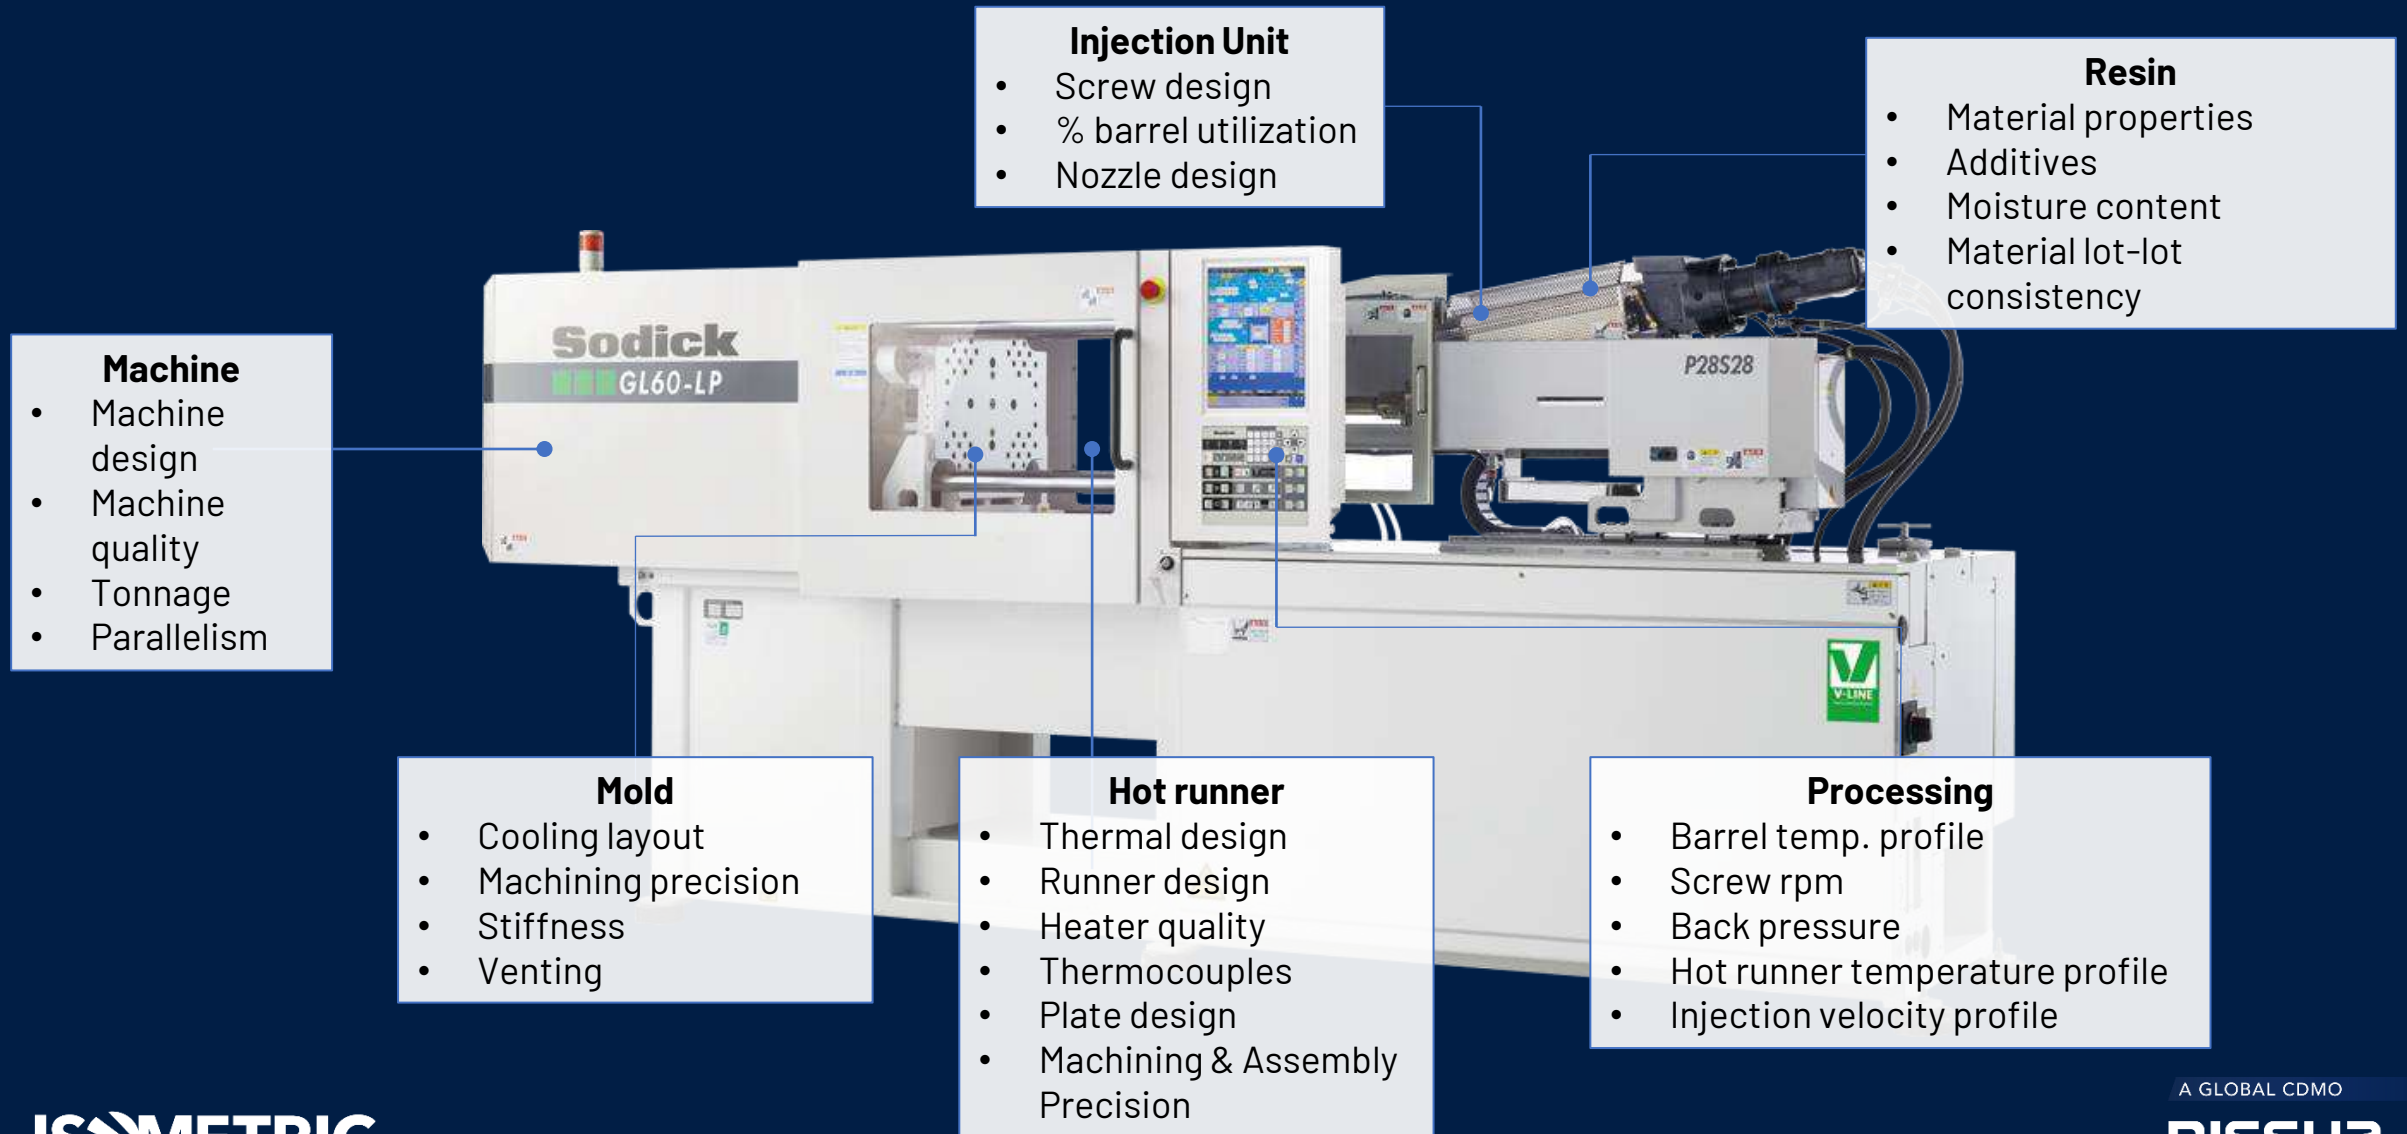 Injection Unit
• Screw design
• % barrel utilization
• Nozzle design
Resin
• Material properties
• Additives
• Moisture content
• Material lot-lot
consistency
Machine
• Machine
design
• Machine
quality
• Tonnage
• Parallelism
Sodick
GL60-LP
P28S28
V-LINE
Mold
• Cooling layout
• Machining precision
• Stiffness
• Venting
Hot runner
• Thermal design
• Runner design
• Heater quality
• Thermocouples
• Plate design
• Machining & Assembly
Precision
Processing
• Barrel temp. profile
• Screw rpm
• Back pressure
• Hot runner temperature profile
• Injection velocity profile
ISOMETRIC
A GLOBAL CDMO